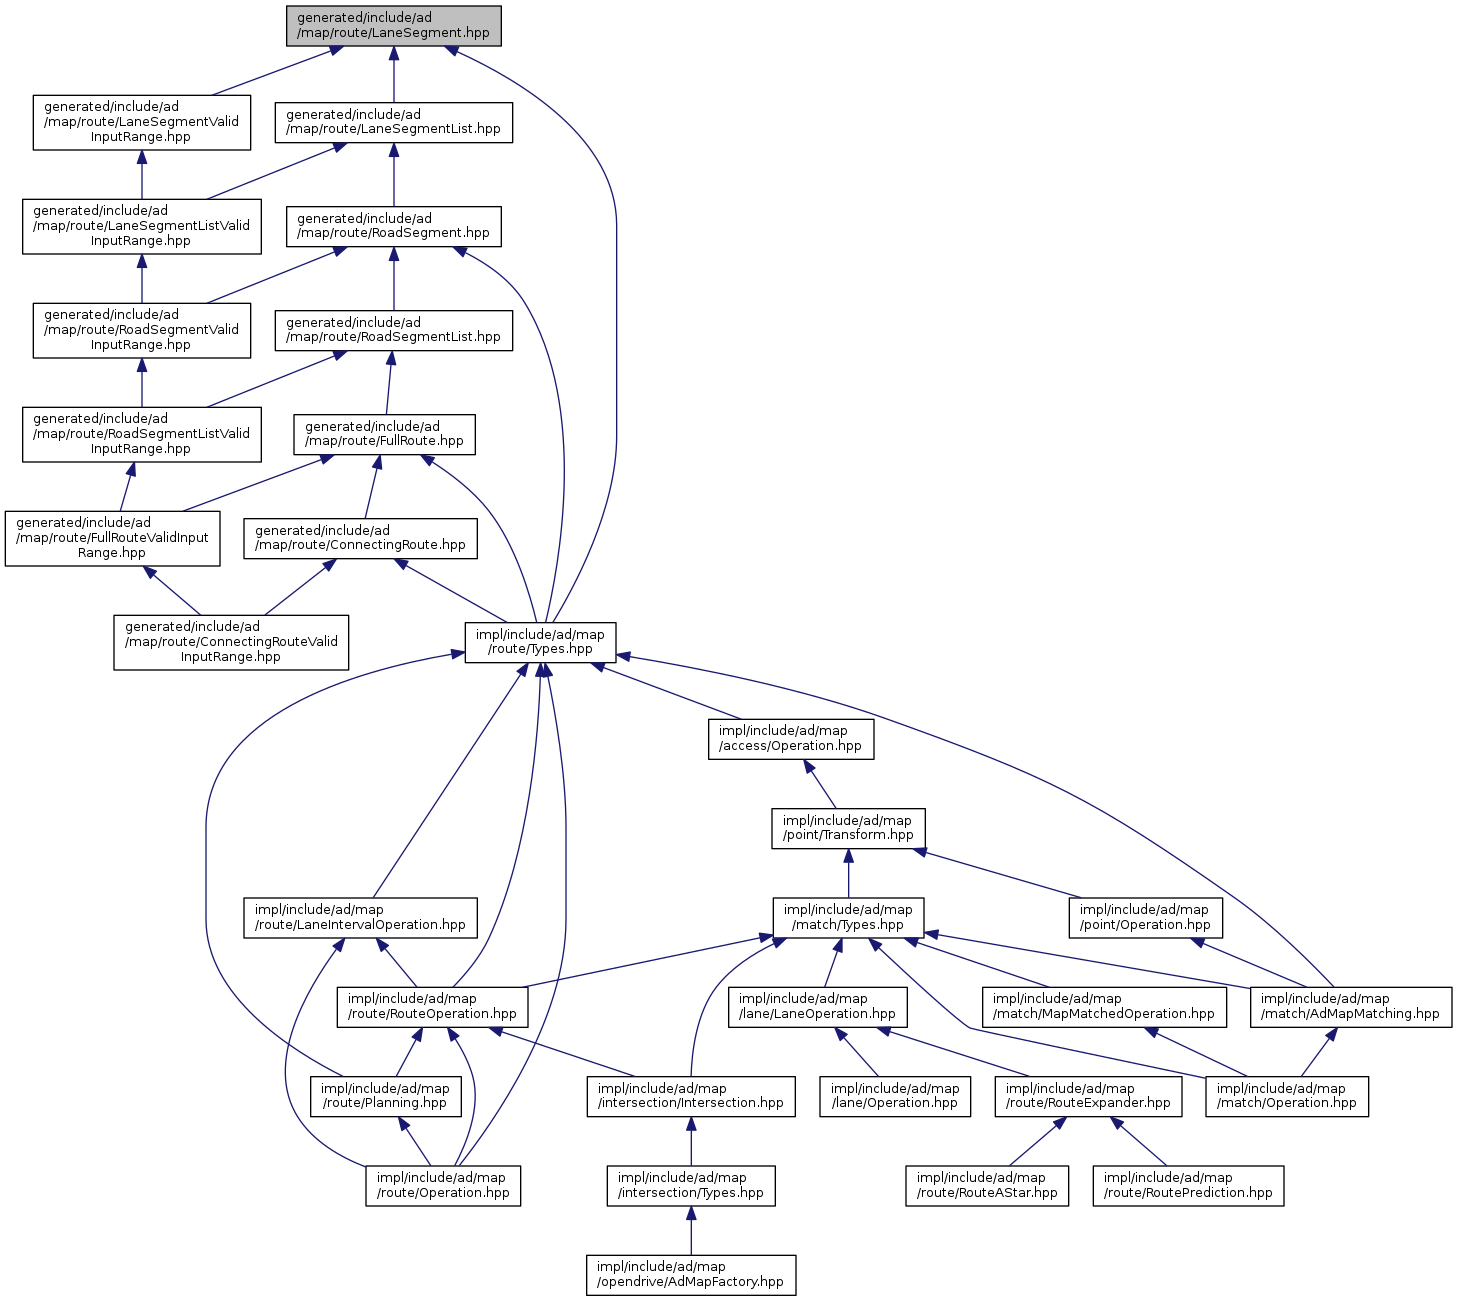 generated/include/ad
/map/route/LaneSegment.hpp
generated/include/ad
/map/route/LaneSegmentValid
InputRange.hpp
generated/include/ad
/map/route/LaneSegmentList.hpp
generated/include/ad
/map/route/LaneSegmentListValid
InputRange.hpp
generated/include/ad
/map/route/RoadSegment.hpp
generated/include/ad
/map/route/RoadSegmentValid
InputRange.hpp
generated/include/ad
/map/route/RoadSegmentList.hpp
generated/include/ad
/map/route/RoadSegmentListValid
InputRange.hpp
generated/include/ad
/map/route/FullRoute.hpp
generated/include/ad
/map/route/FullRouteValidInput
Range.hpp
generated/include/ad
/map/route/ConnectingRoute.hpp
generated/include/ad
/map/route/ConnectingRouteValid
InputRange.hpp
impl/include/ad/map
/route/Types.hpp
impl/include/ad/map
/access/Operation.hpp
impl/include/ad/map
/point/Transform.hpp
impl/include/ad/map
/route/LaneIntervalOperation.hpp
impl/include/ad/map
/match/Types.hpp
impl/include/ad/map
/point/Operation.hpp
impl/include/ad/map
/route/RouteOperation.hpp
impl/include/ad/map
/lane/LaneOperation.hpp
impl/include/ad/map
/match/MapMatchedOperation.hpp
impl/include/ad/map
/match/AdMapMatching.hpp
impl/include/ad/map
/route/Planning.hpp
impl/include/ad/map
/intersection/Intersection.hpp
impl/include/ad/map
/lane/Operation.hpp
impl/include/ad/map
/route/RouteExpander.hpp
impl/include/ad/map
/match/Operation.hpp
impl/include/ad/map
/route/Operation.hpp
impl/include/ad/map
/intersection/Types.hpp
impl/include/ad/map
/route/RouteAStar.hpp
impl/include/ad/map
/route/RoutePrediction.hpp
impl/include/ad/map
/opendrive/AdMapFactory.hpp